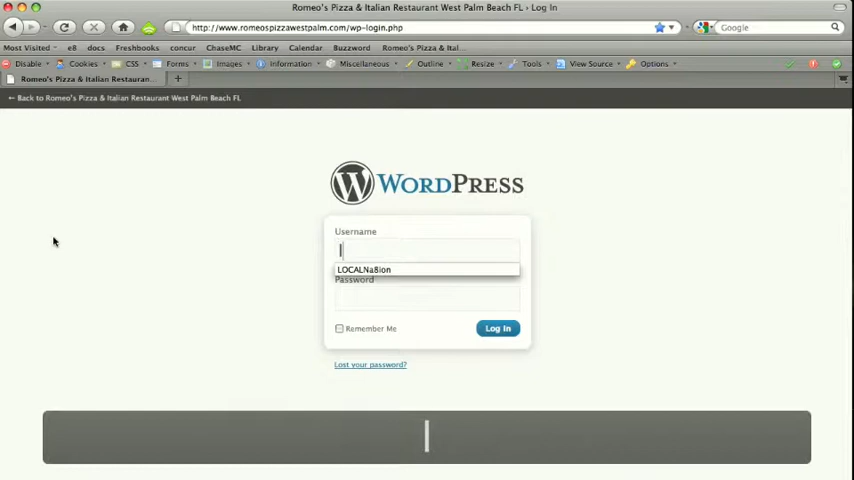 Romeo's Pizza & Italian Restaurant West Palm Beach FL › Log In
http://www.romeospizzawestpalm.com/wp-login.php
Google
Most Visited e8 docs Freshbooks concur ChaseMC Library Calendar Buzzword Romeo's Pizza & Ital...
Disable Cookies CSS Forms Images Information Miscellaneous Outline Resize Tools View Source Options
Romeo's Pizza & Italian Restauran...
← Back to Romeo's Pizza & Italian Restaurant West Palm Beach FL
WORDPRESS
Username
l
LOCALNa8ion
Password
Remember Me
Log In
Lost your password?
l